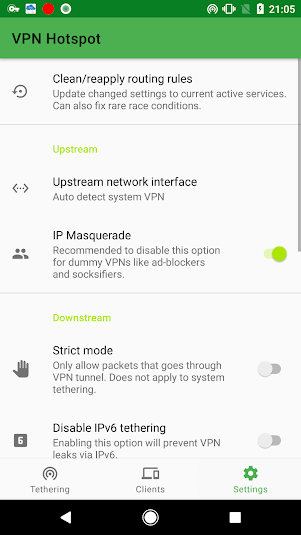 21:05
VPN Hotspot
Clean/reapply routing rules
Update changed settings to current active services.
Can also fix rare race conditions.
Upstream
Upstream network interface
Auto detect system VPN
IP Masquerade
Recommended to disable this option
for dummy VPNs like ad-blockers
and socksifiers.
Downstream
Strict mode
Only allow packets that goes through
VPN tunnel. Does not apply to system
tethering.
6
Disable IPv6 tethering
Enabling this option will prevent VPN
leaks via IPv6.
Tethering
Clients
Settings